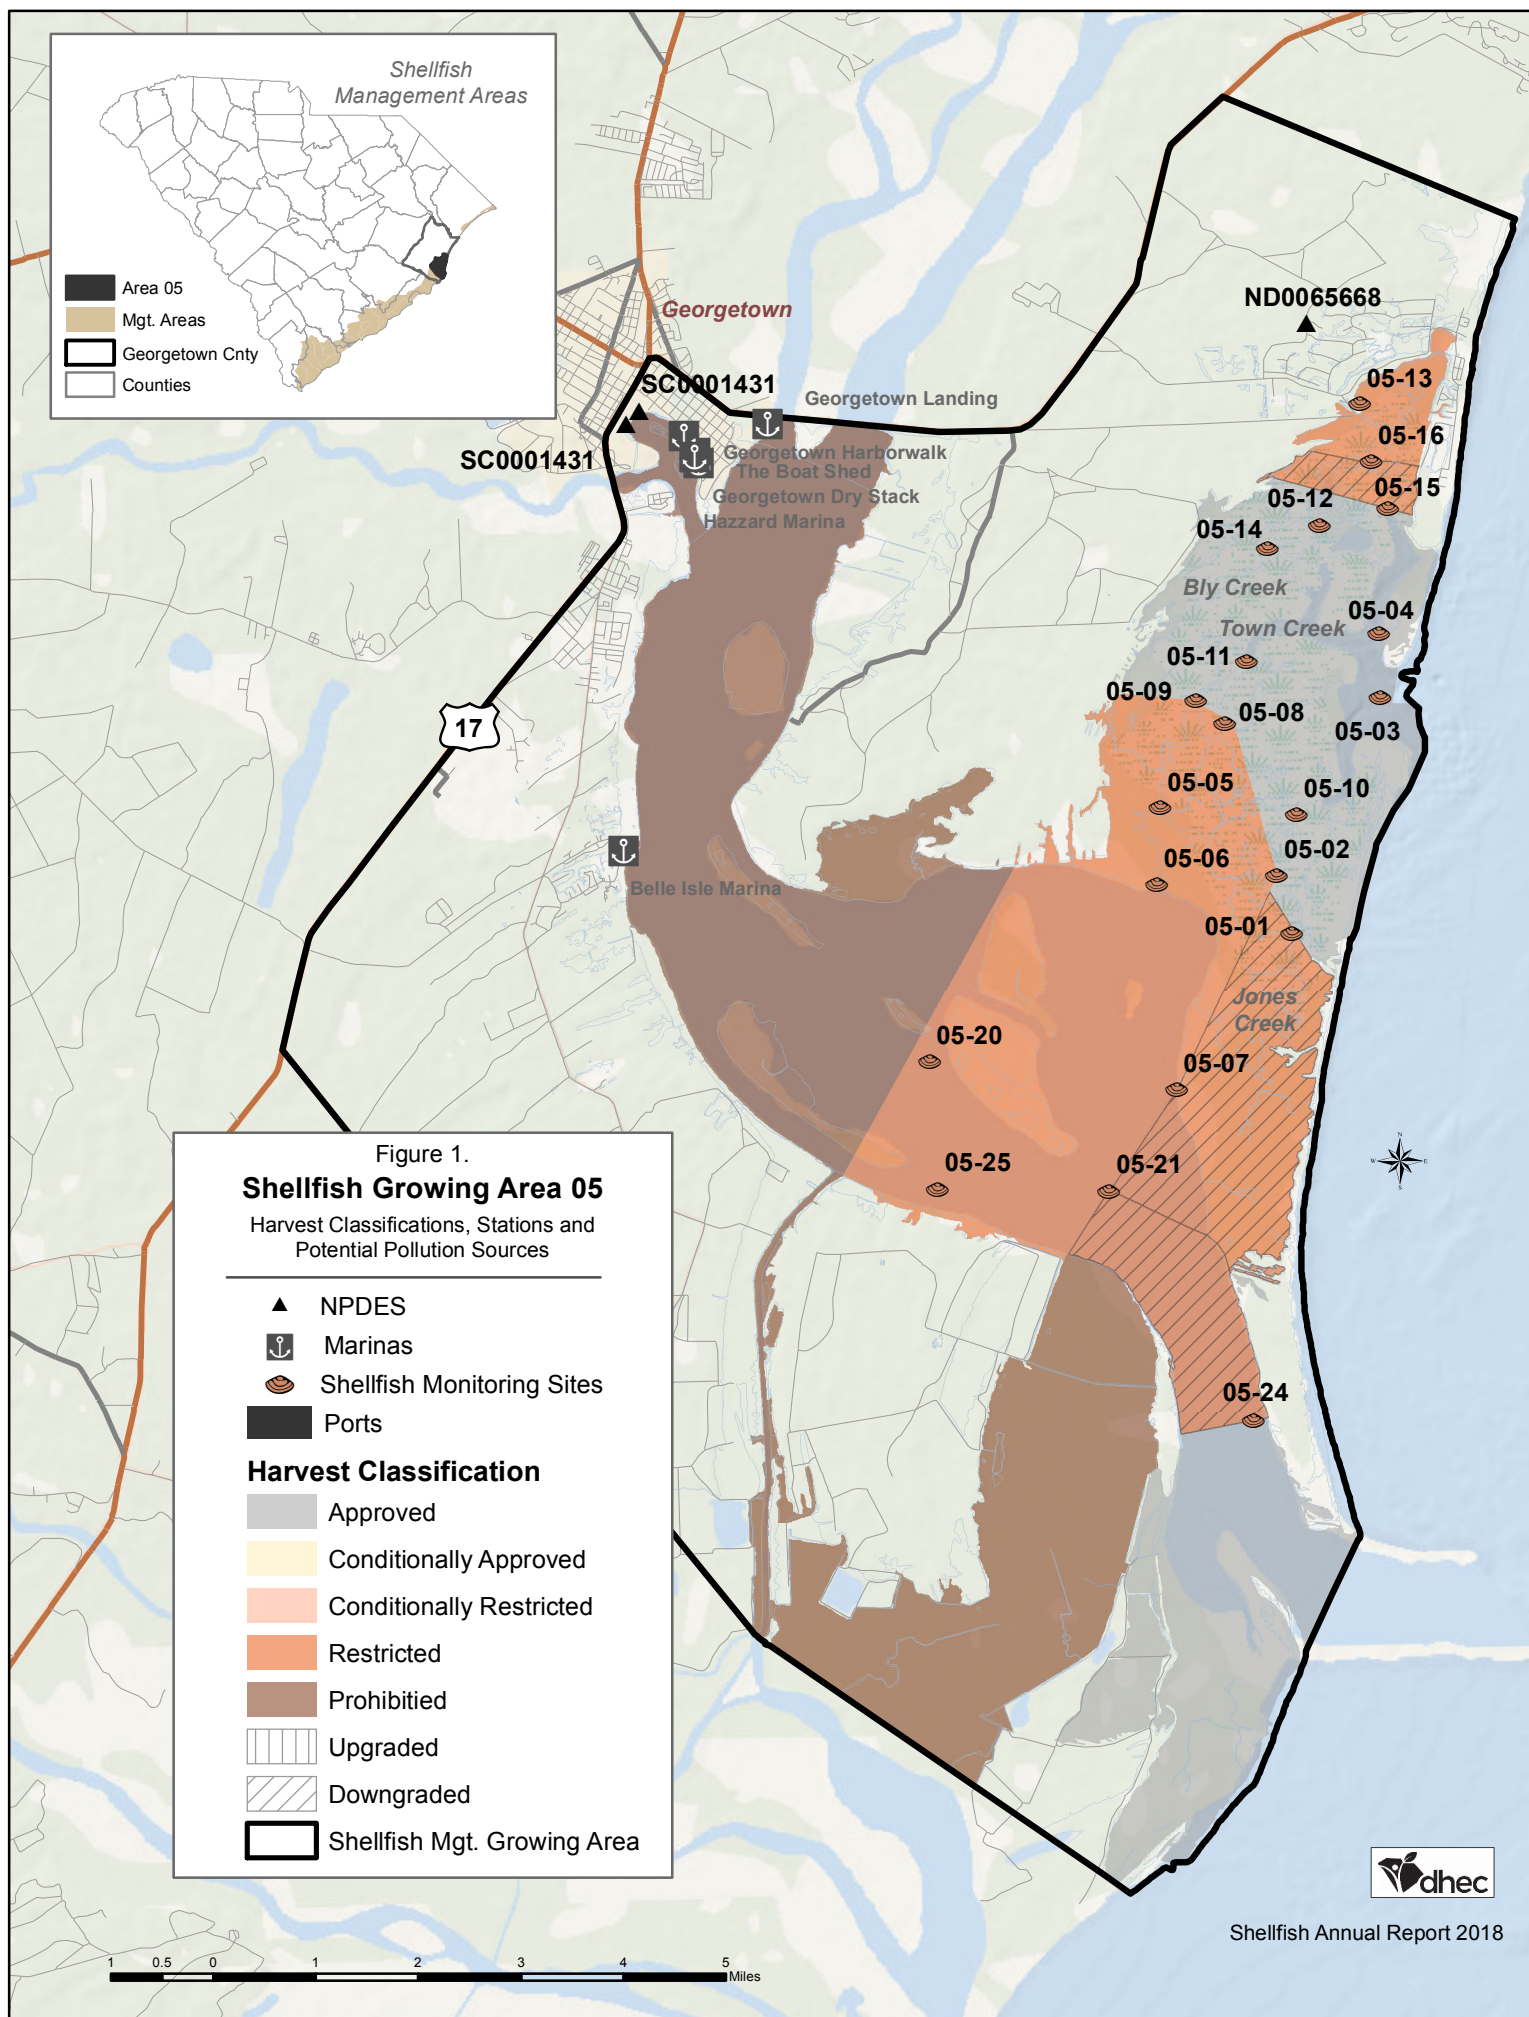 Shellfish
Management Areas
Area 05
Mgt. Areas
Georgetown Cnty
Counties
Georgetown
ND0065668
SC0001431
SC0001431
Georgetown Landing
Georgetown Harborwalk
The Boat Shed
Georgetown Dry Stack
Hazzard Marina
05-13
05-16
05-15
05-12
05-14
Bly Creek
Town Creek
05-04
05-11
05-09
05-08
05-03
17
05-05
05-10
05-06
05-02
Belle Isle Marina
05-01
Jones
Creek
05-20
05-07
05-25
05-21
05-24
N
W
E
S
Figure 1.
Shellfish Growing Area 05
Harvest Classifications, Stations and
Potential Pollution Sources
NPDES
Marinas
Shellfish Monitoring Sites
Ports
Harvest Classification
Approved
Conditionally Approved
Conditionally Restricted
Restricted
Prohibitied
Upgraded
Downgraded
Shellfish Mgt. Growing Area
dhec
Shellfish Annual Report 2018
1 0.5 0 1 2 3 4 5
Miles